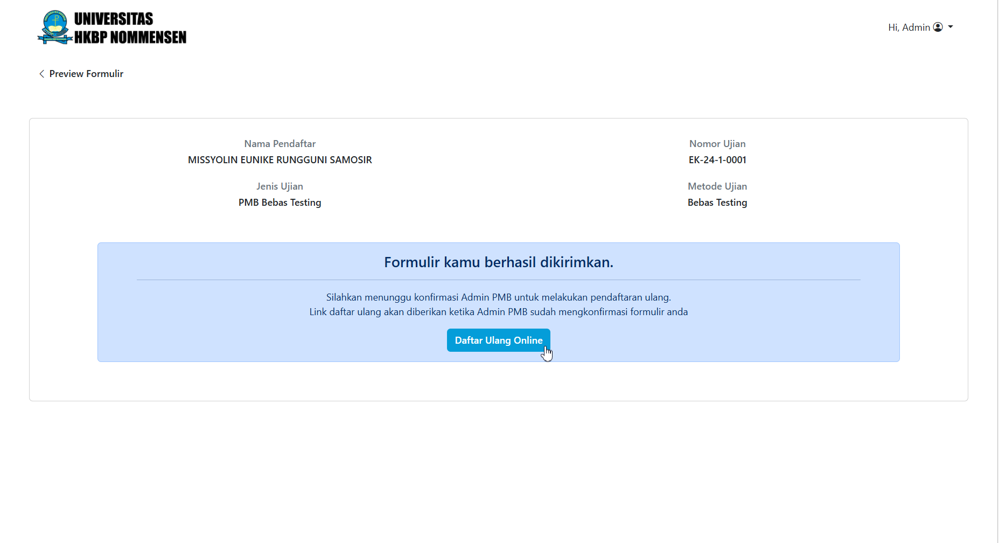 UNIVERSITAS
HKBP NOMMENSEN
Hi, Admin
Preview Formulir
Nama Pendaftar
MISSYOLIN EUNIKE RUNGGUNI SAMOSIR
Nomor Ujian
EK-24-1-0001
Jenis Ujian
PMB Bebas Testing
Metode Ujian
Bebas Testing
Formulir kamu berhasil dikirimkan.
Silahkan menunggu konfirmasi Admin PMB untuk melakukan pendaftaran ulang.
Link daftar ulang akan diberikan ketika Admin PMB sudah mengkonfirmasi formulir anda
Daftar Ulang Online